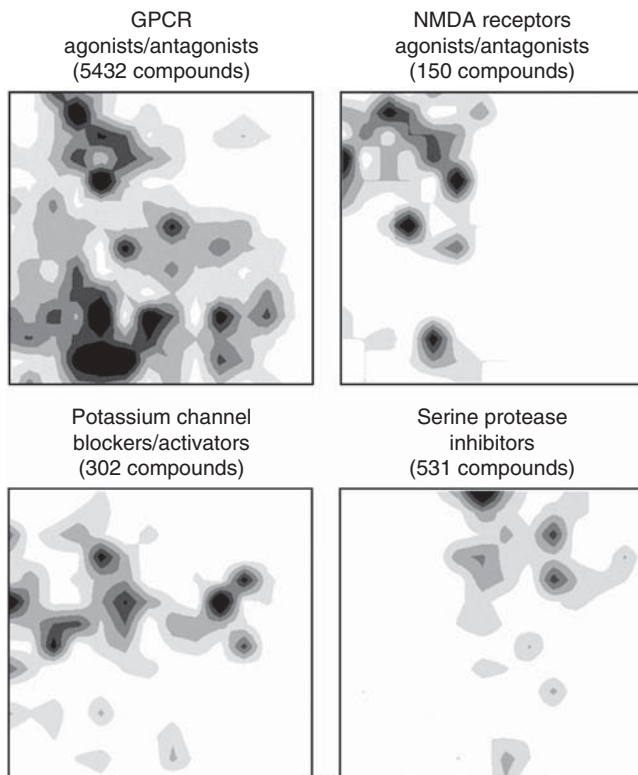 GPCR
agonists/antagonists
(5432 compounds)
NMDA receptors
agonists/antagonists
(150 compounds)
Potassium channel
blockers/activators
(302 compounds)
Serine protease
inhibitors
(531 compounds)